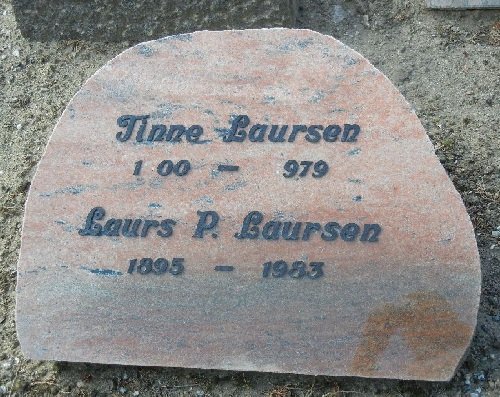 Tinne Laursen
1 00 – 979
Laurs P. Laursen
1895 – 1983